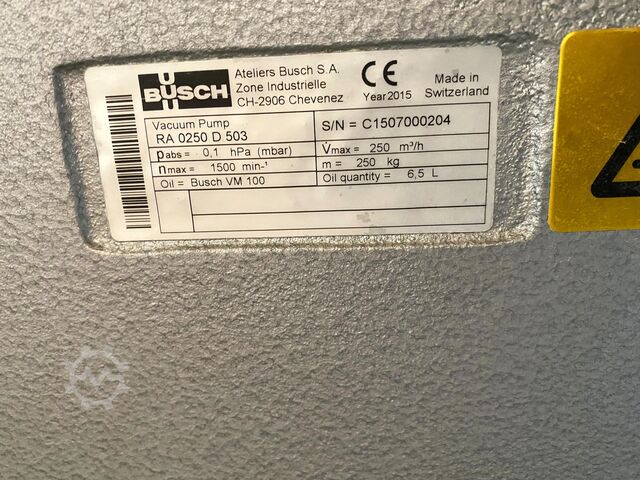 BUSCH
Ateliers Busch S.A.
Zone Industrielle
CH-2906 Chevenez
CE
Year2015
Made in
Switzerland
Vacuum Pump
RA 0250 D 503
S/N = C1507000204
pabs = 0,1 hPa (mbar)
V̇max = 250 m³/h
nmax = 1500 min⁻¹
m = 250 kg
Oil = Busch VM 100
Oil quantity = 6,5 L